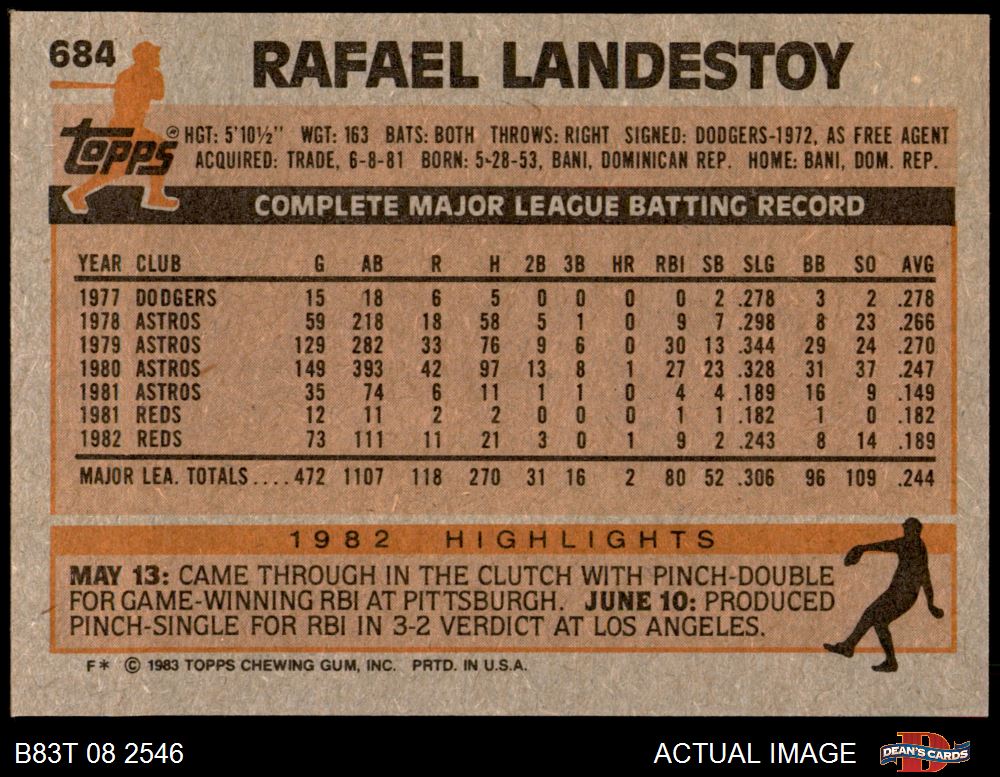 684 RAFAEL LANDESTOY
Topps ® HGT: 5'10½" WGT: 163 BATS: BOTH THROWS: RIGHT SIGNED: DODGERS-1972, AS FREE AGENT
ACQUIRED: TRADE, 6-8-81 BORN: 5-28-53, BANI, DOMINICAN REP. HOME: BANI, DOM. REP.
COMPLETE MAJOR LEAGUE BATTING RECORD
YEAR CLUB G AB R H 2B 3B HR RBI SB SLG BB SO AVG
1977 DODGERS 15 18 6 5 0 0 0 0 2 .278 3 2 .278
1978 ASTROS 59 218 18 58 5 1 0 9 7 .298 8 23 .266
1979 ASTROS 129 282 33 76 9 6 0 30 13 .344 29 24 .270
1980 ASTROS 149 393 42 97 13 8 1 27 23 .328 31 37 .247
1981 ASTROS 35 74 6 11 1 1 0 4 4 .189 16 9 .149
1981 REDS 12 11 2 2 0 0 0 1 1 .182 1 0 .182
1982 REDS 73 111 11 21 3 0 1 9 2 .243 8 14 .189
MAJOR LEA. TOTALS....472 1107 118 270 31 16 2 80 52 .306 96 109 .244
1982 HIGHLIGHTS
MAY 13: CAME THROUGH IN THE CLUTCH WITH PINCH-DOUBLE
FOR GAME-WINNING RBI AT PITTSBURGH. JUNE 10: PRODUCED
PINCH-SINGLE FOR RBI IN 3-2 VERDICT AT LOS ANGELES.
F* © 1983 TOPPS CHEWING GUM, INC. PRTD. IN U.S.A.
B83T 08 2546 ACTUAL IMAGE DEAN'S CARDS